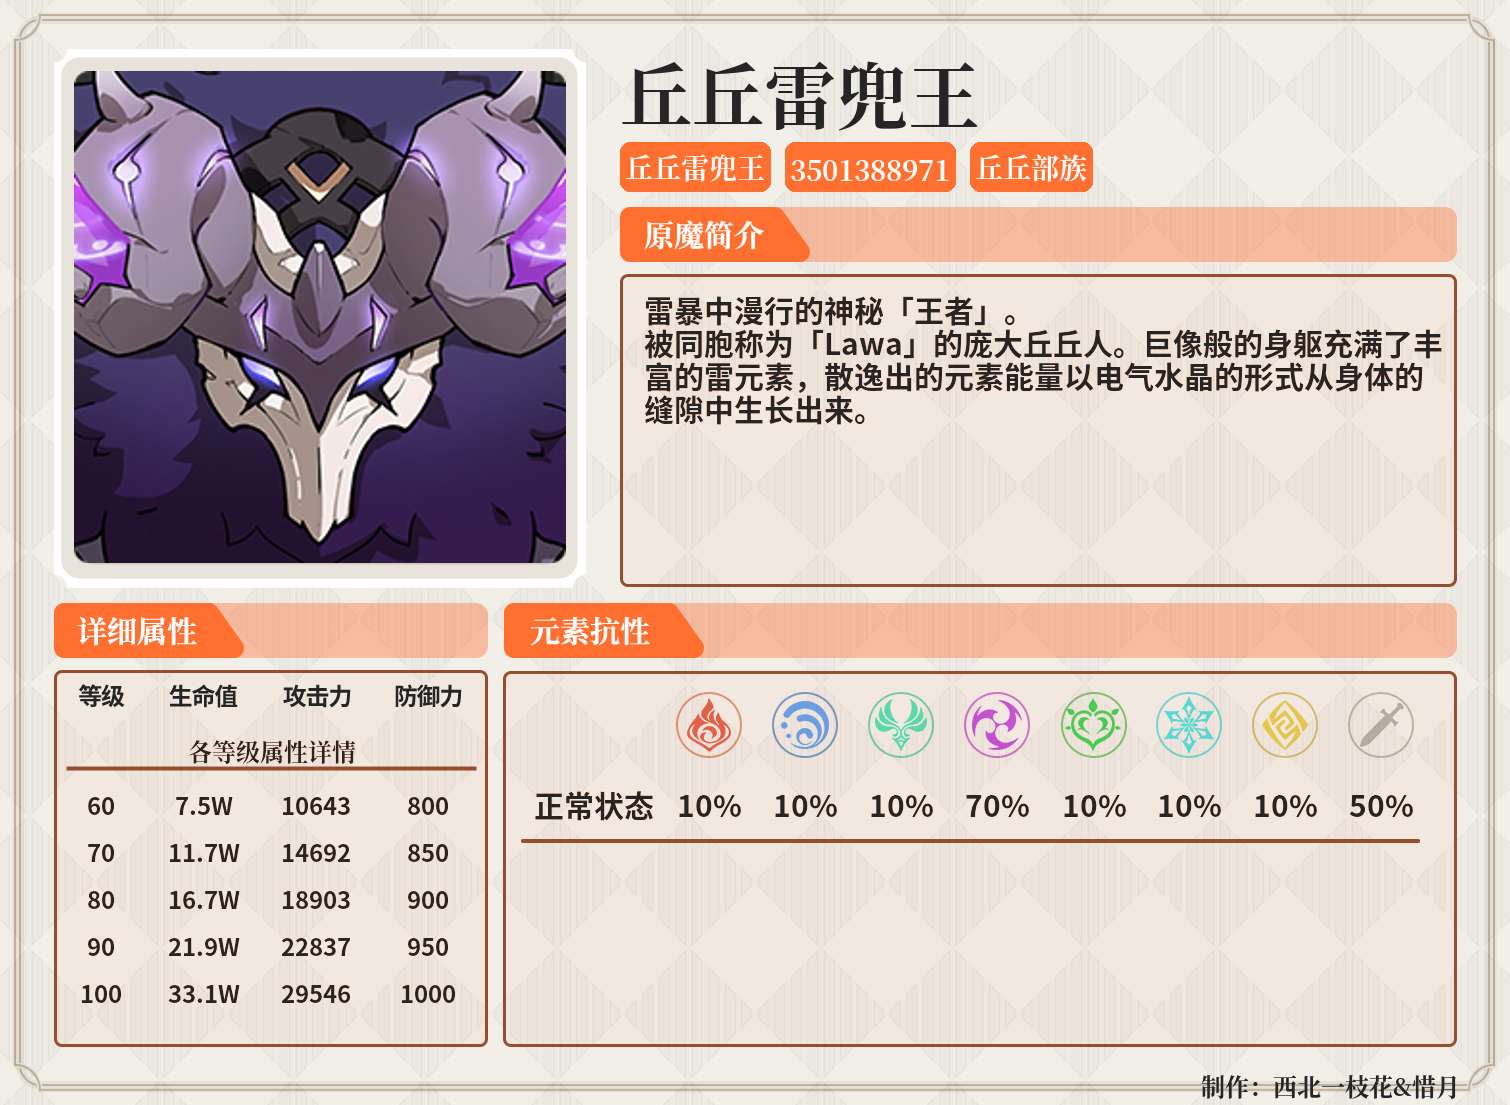 丘丘雷兜王
丘丘雷兜王 3501388971 丘丘部族
原魔简介
雷暴中漫行的神秘「王者」。
被同胞称为「Lawa」的庞大丘丘人。巨像般的身躯充满了丰
富的雷元素，散逸出的元素能量以电气水晶的形式从身体的
缝隙中生长出来。
详细属性
等级 生命值 攻击力 防御力
各等级属性详情
60 7.5W 10643 800
70 11.7W 14692 850
80 16.7W 18903 900
90 21.9W 22837 950
100 33.1W 29546 1000
元素抗性
正常状态 10% 10% 10% 70% 10% 10% 10% 50%
制作：西北一枝花&惜月